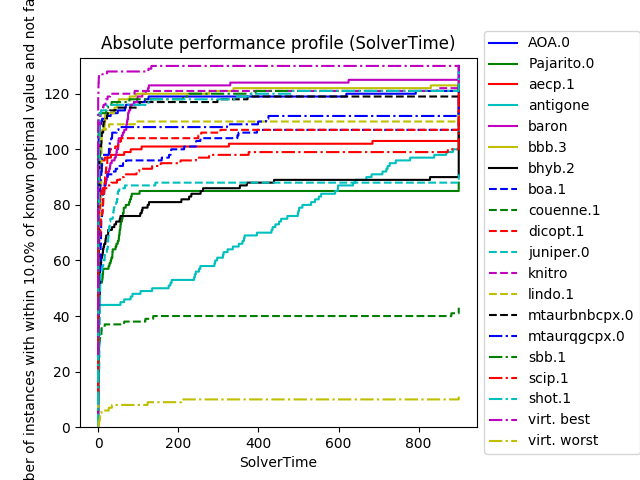 Absolute performance profile (SolverTime)
of instances with within 10.0% of known optimal value and not
120
100
80
60
40
20
0
0 200 400 600 800
SolverTime
AOA.0
Pajarito.0
aecp.1
antigone
baron
bbb.3
bhyb.2
boa.1
couenne.1
dicopt.1
juniper.0
knitro
lindo.1
mtaurbnbcpx.0
mtaurqgcpx.0
sbb.1
scip.1
shot.1
virt. best
virt. worst